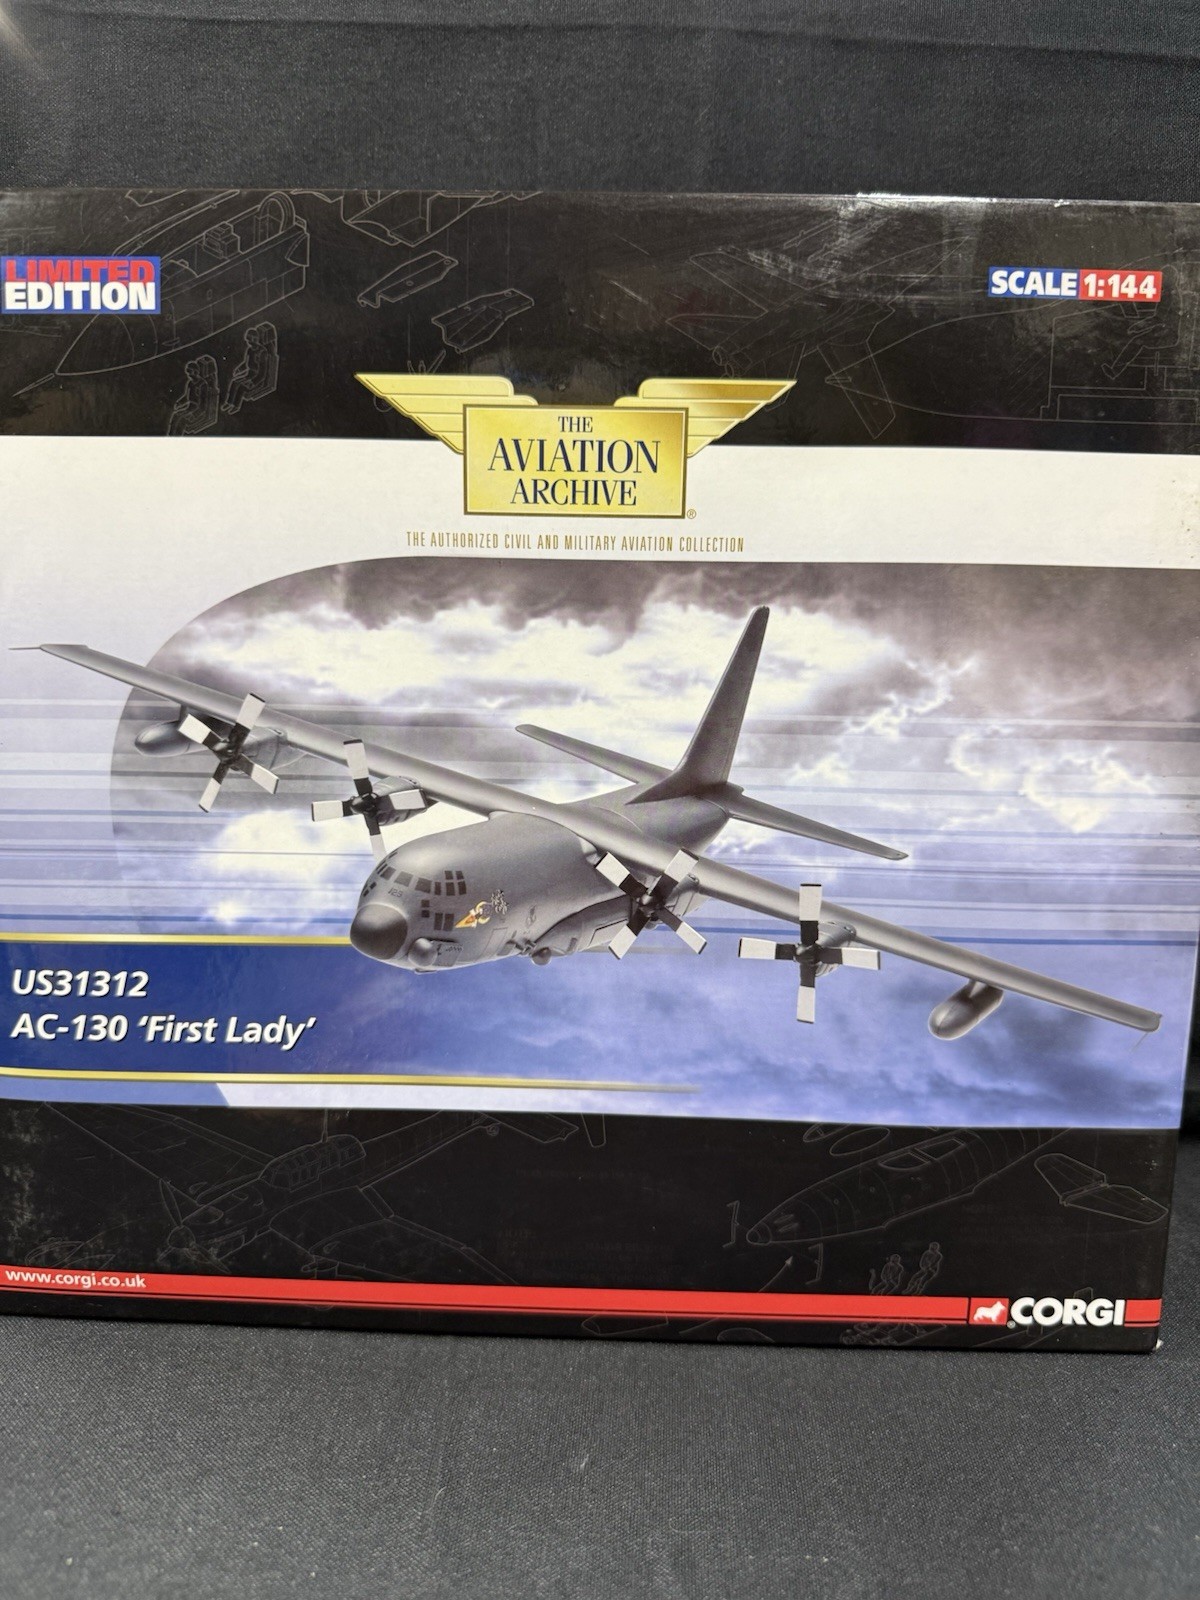 LIMITED
EDITION
SCALE 1:144
THE
AVIATION
ARCHIVE
®
THE AUTHORIZED CIVIL AND MILITARY AVIATION COLLECTION
US31312
AC-130 ‘First Lady’
www.corgi.co.uk
CORGI